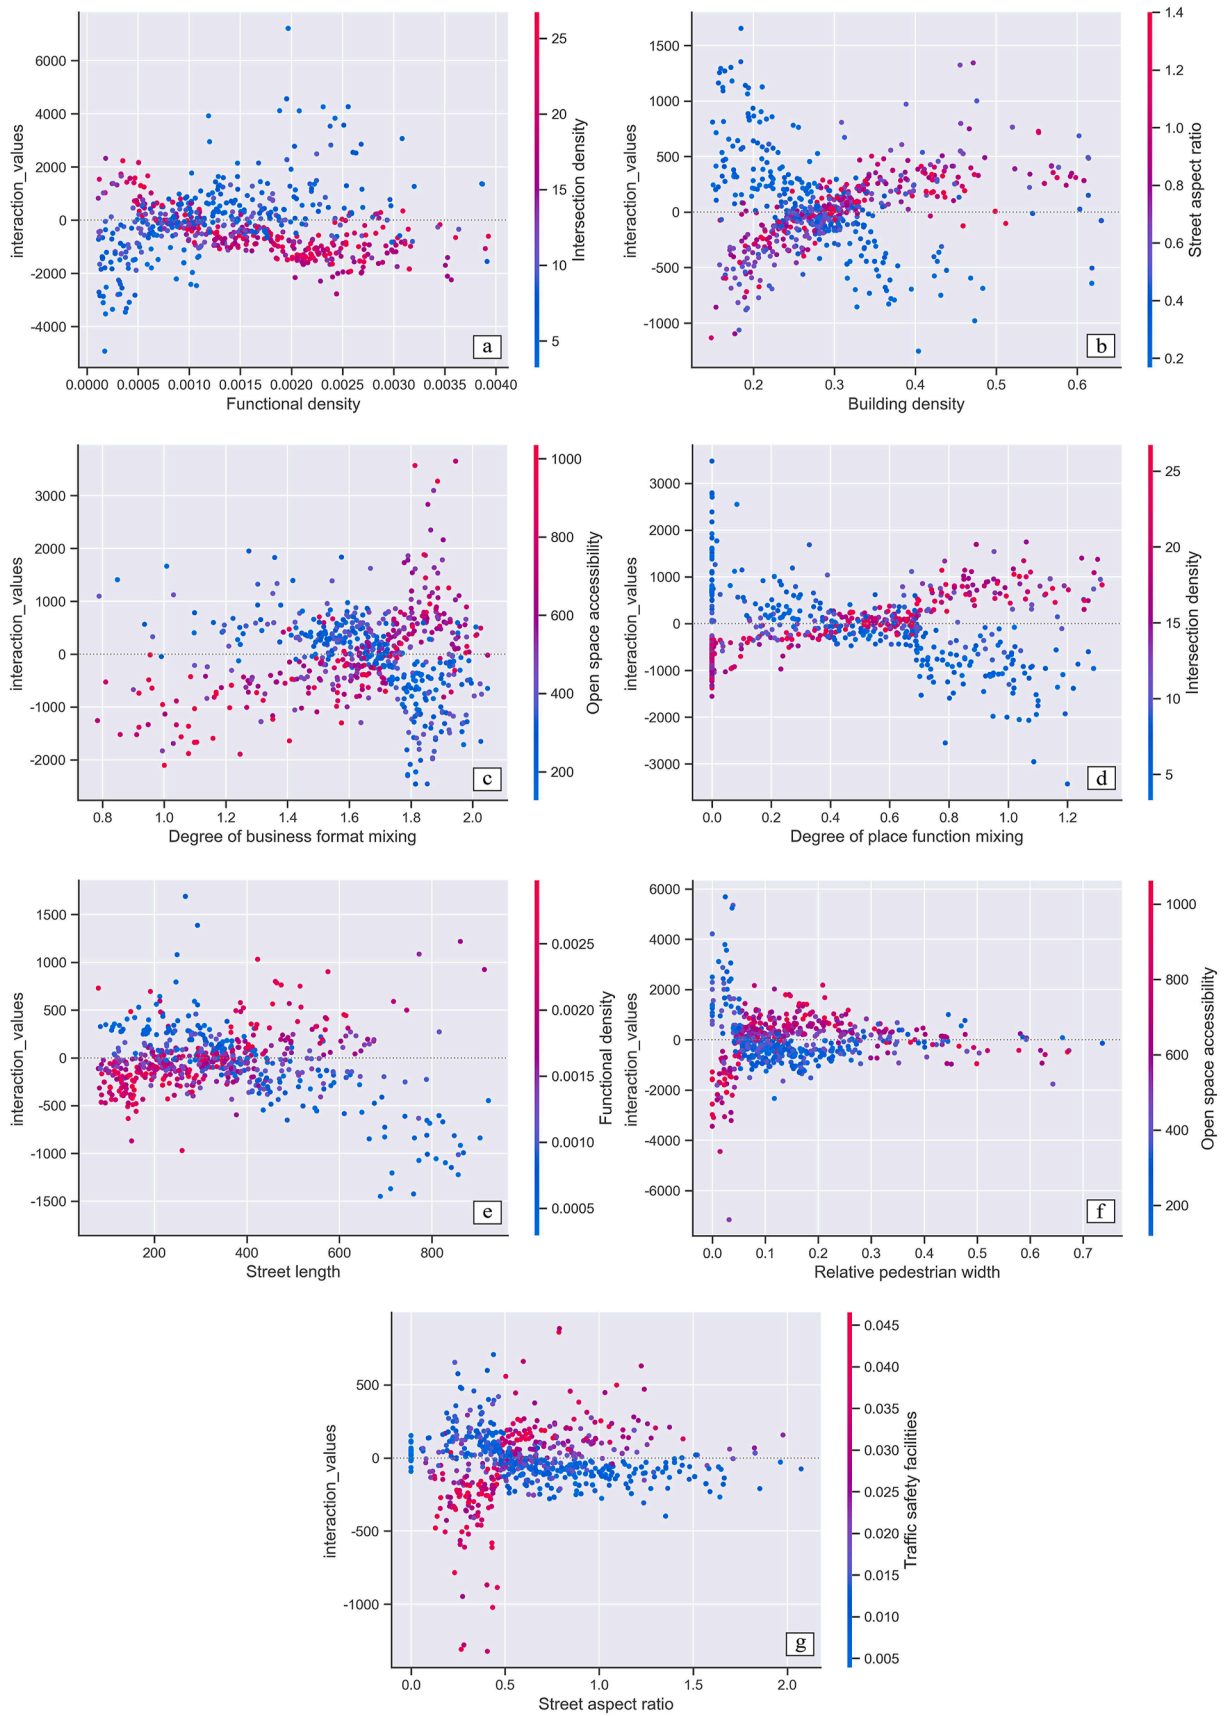 6000
4000
2000
0
-2000
-4000
interaction_values
0.0000 0.0005 0.0010 0.0015 0.0020 0.0025 0.0030 0.0035 0.0040
Functional density
a
25
20
15
10
5
Intersection density
1500
1000
500
0
-500
-1000
interaction_values
0.2 0.3 0.4 0.5 0.6
Building density
b
1.4
1.2
1.0
0.8
0.6
0.4
0.2
Street aspect ratio
3000
2000
1000
0
-1000
-2000
interaction_values
0.8 1.0 1.2 1.4 1.6 1.8 2.0
Degree of business format mixing
c
1000
800
600
400
200
Open space accessibility
3000
2000
1000
0
-1000
-2000
-3000
interaction_values
0.0 0.2 0.4 0.6 0.8 1.0 1.2
Degree of place function mixing
d
25
20
15
10
5
Intersection density
1500
1000
500
0
-500
-1000
-1500
interaction_values
200 400 600 800
Street length
e
0.0025
0.0020
0.0015
0.0010
0.0005
Functional density
6000
4000
2000
0
-2000
-4000
-6000
interaction_values
0.0 0.1 0.2 0.3 0.4 0.5 0.6 0.7
Relative pedestrian width
f
1000
800
600
400
200
Open space accessibility
500
0
-500
-1000
interaction_values
0.0 0.5 1.0 1.5 2.0
Street aspect ratio
g
0.045
0.040
0.035
0.030
0.025
0.020
0.015
0.010
0.005
Traffic safety facilities